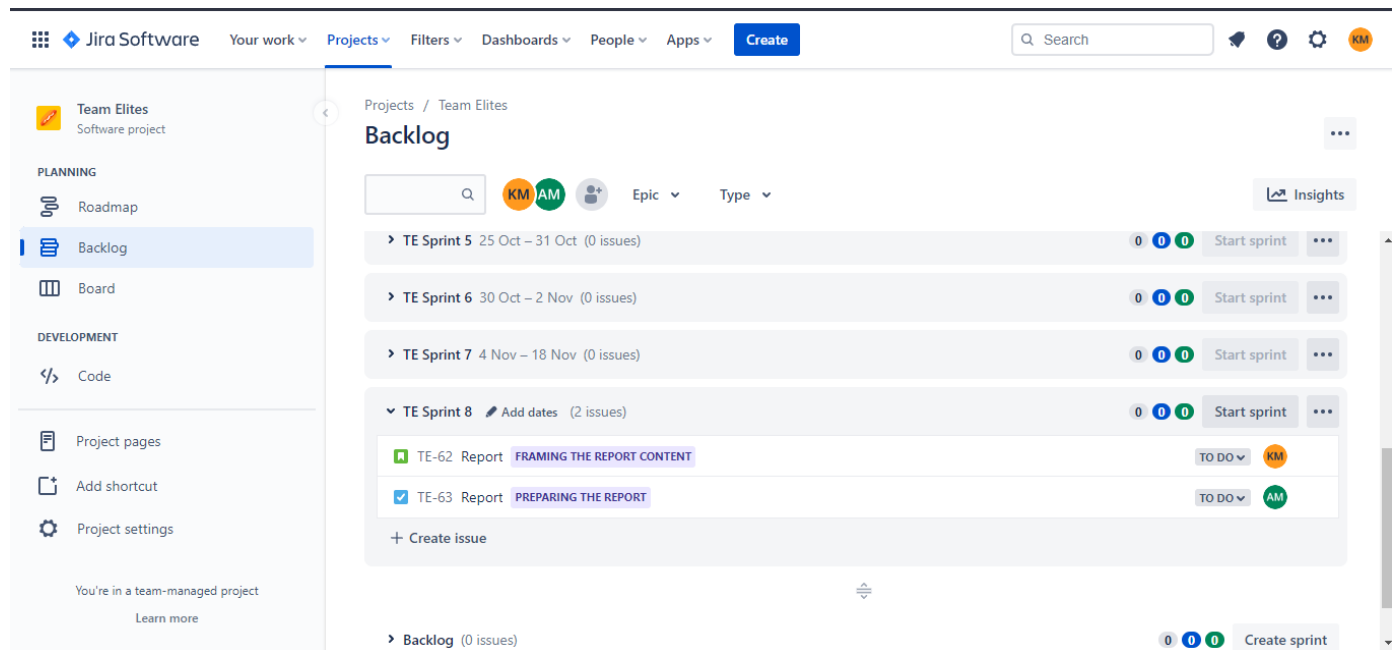 Jira Software Your work Projects Filters Dashboards People Apps Create Search KM
Team Elites
Software project
PLANNING
Roadmap
Backlog
Board
DEVELOPMENT
Code
Project pages
Add shortcut
Project settings
You're in a team-managed project
Learn more
Projects / Team Elites
Backlog
KM AM Epic Type Insights
TE Sprint 5 25 Oct – 31 Oct (0 issues) 0 0 0 Start sprint
TE Sprint 6 30 Oct – 2 Nov (0 issues) 0 0 0 Start sprint
TE Sprint 7 4 Nov – 18 Nov (0 issues) 0 0 0 Start sprint
TE Sprint 8 Add dates (2 issues) 0 0 0 Start sprint
TE-62 Report FRAMING THE REPORT CONTENT TO DO KM
TE-63 Report PREPARING THE REPORT TO DO AM
+ Create issue
Backlog (0 issues) 0 0 0 Create sprint